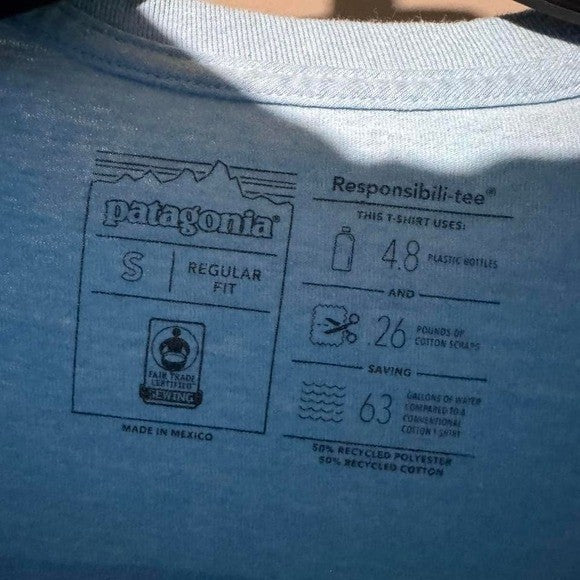 patagonia®
S
REGULAR
FIT
FAIR TRADE
CERTIFIED
SEWING
MADE IN MEXICO
Responsibili-tee®
THIS T-SHIRT USES:
4.8 PLASTIC BOTTLES
AND
.26 POUNDS OF
COTTON SCRAPS
SAVING
63 GALLONS OF WATER
COMPARED TO A
CONVENTIONAL
COTTON T-SHIRT
50% RECYCLED POLYESTER
50% RECYCLED COTTON